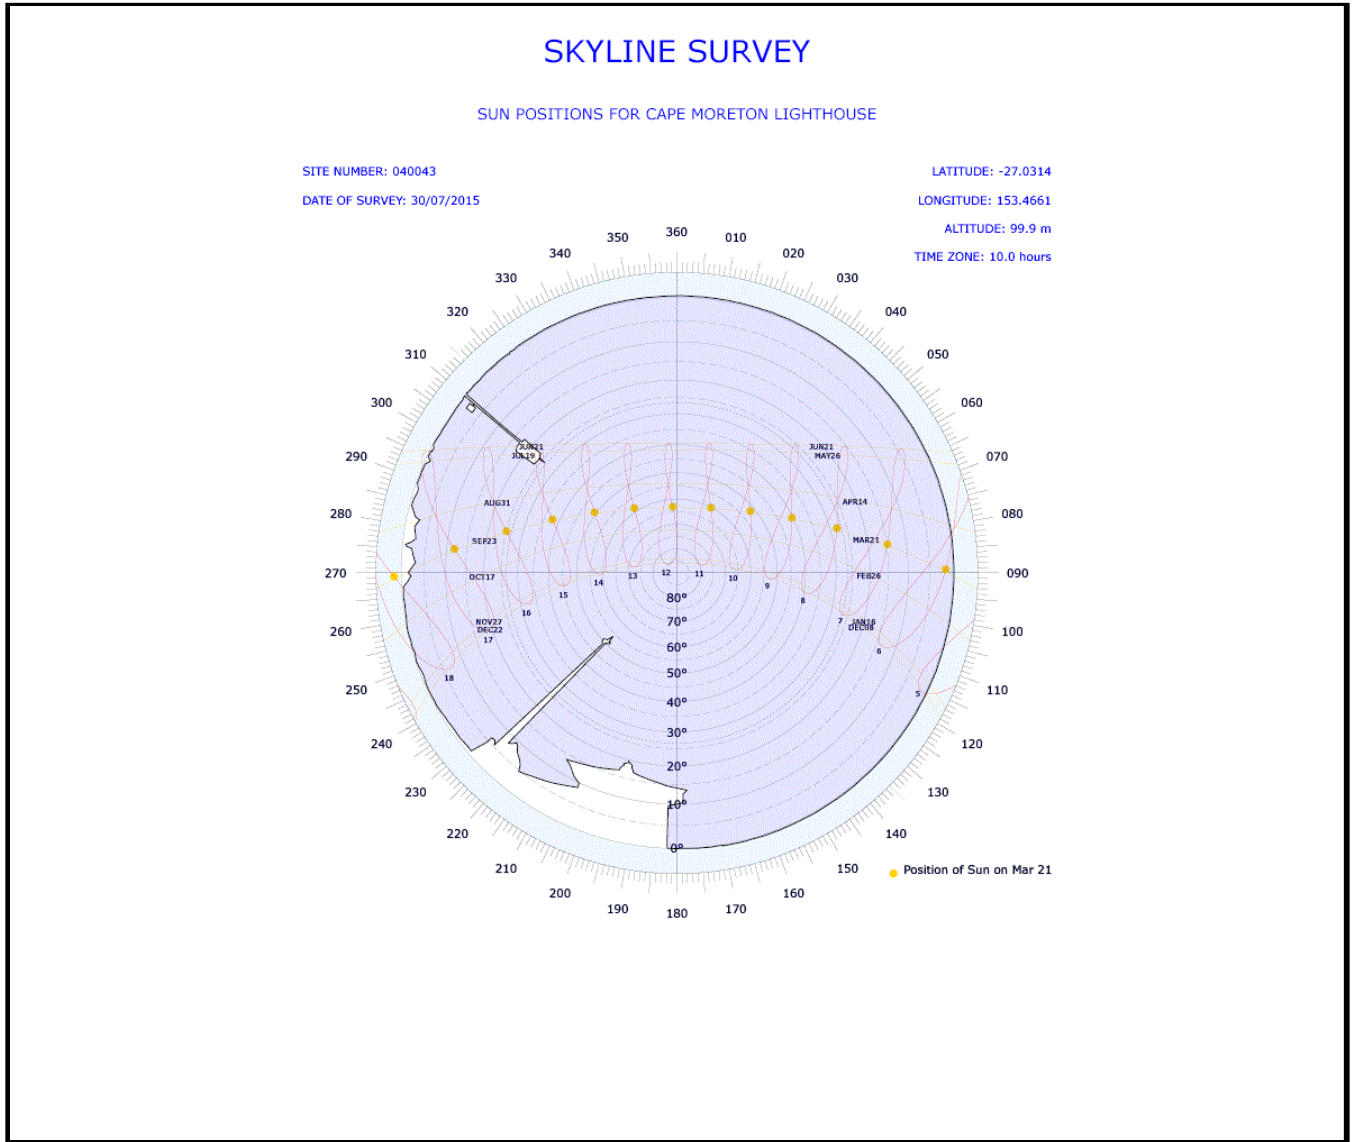 SKYLINE SURVEY
SUN POSITIONS FOR CAPE MORETON LIGHTHOUSE
SITE NUMBER: 040043
LATITUDE: -27.0314
DATE OF SURVEY: 30/07/2015
LONGITUDE: 153.4661
ALTITUDE: 99.9 m
TIME ZONE: 10.0 hours
360
350 010
340 020
330 030
320 040
310 050
300 060
290 070
280 080
270 090
260 100
250 110
240 120
230 130
220 140
210 150
200 160
190 170
180
JUN21 JUN21
JUL19 MAY26
AUG31 APR14
SEP23 MAR21
OCT17 FEB26
NOV27 JAN16
DEC22 DEC08
18 17 16 15 14 13 12 11 10 9 8 7 6 5
80°
70°
60°
50°
40°
30°
20°
10°
0°
Position of Sun on Mar 21